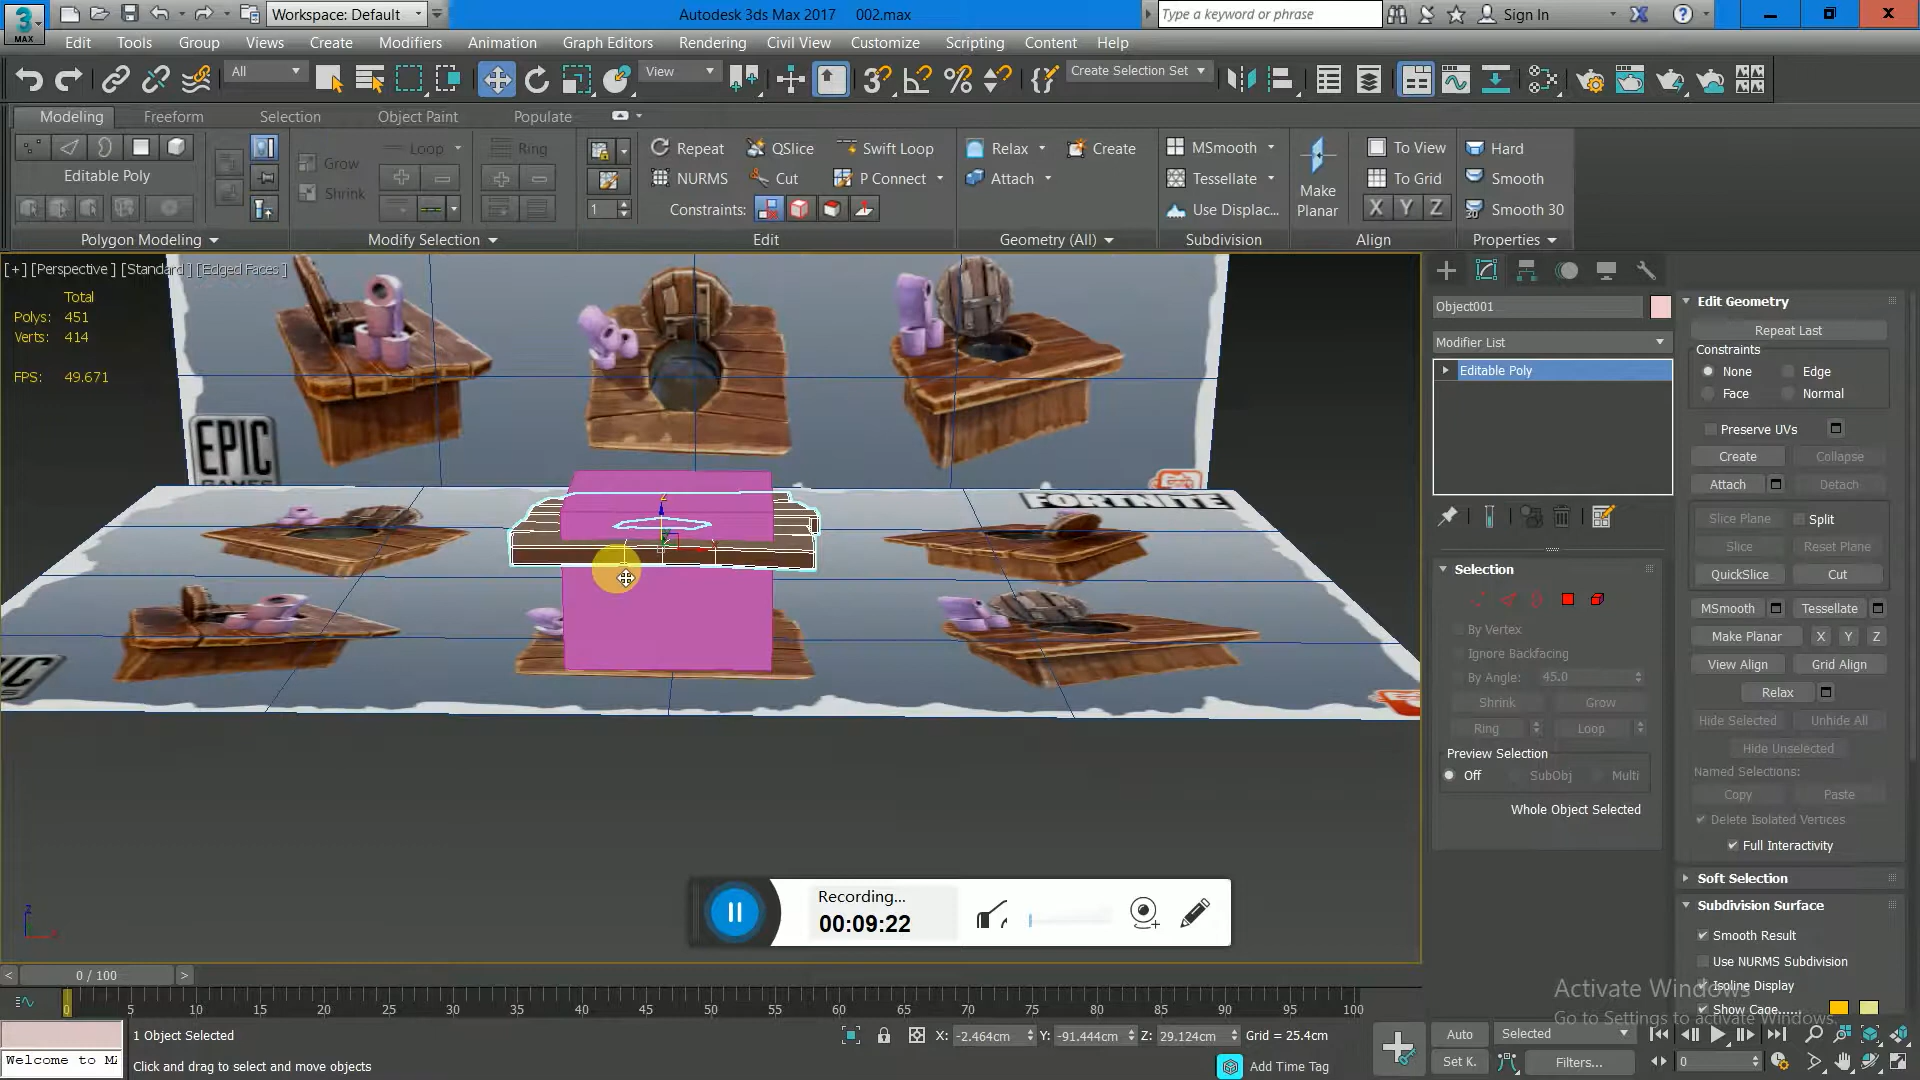 Workspace: Default
Autodesk 3ds Max 2017    002.max
Type a keyword or phrase
Sign In
MAX
Edit Tools Group Views Create Modifiers Animation Graph Editors Rendering Civil View Customize Scripting Content Help
All
View
Create Selection Set
Modeling Freeform Selection Object Paint Populate
Loop Ring
Repeat QSlice Swift Loop
Relax Create
MSmooth
To View
Hard
Editable Poly
Grow
Shrink
NURMS Cut P Connect
Attach
Tessellate
Make Planar
To Grid
Smooth
1
Constraints:
Use Displac...
X Y Z
Smooth 30
Polygon Modeling
Modify Selection
Edit
Geometry (All)
Subdivision
Align
Properties
[+] [Perspective ] [Standard ] [Edged Faces ]
Total
Polys: 451
Verts: 414
FPS: 49.671
EPIC
GAMES
FORTNITE
Object001
Modifier List
Editable Poly
Selection
By Vertex
Ignore Backfacing
By Angle: 45.0
Shrink Grow
Ring Loop
Preview Selection
Off SubObj Multi
Whole Object Selected
Edit Geometry
Repeat Last
Constraints
None Edge
Face Normal
Preserve UVs
Create Collapse
Attach Detach
Slice Plane Split
Slice Reset Plane
QuickSlice Cut
MSmooth Tessellate
Make Planar X Y Z
View Align Grid Align
Relax
Hide Selected Unhide All
Hide Unselected
Named Selections:
Copy Paste
Delete Isolated Vertices
Full Interactivity
Soft Selection
Subdivision Surface
Smooth Result
Use NURMS Subdivision
Isoline Display
Show Cage......
Activate Windows
Go to Settings to activate Windows.
Recording...
00:09:22
0 / 100
0 5 10 15 20 25 30 35 40 45 50 55 60 65 70 75 80 85 90 95 100
1 Object Selected
X: -2.464cm Y: -91.444cm Z: 29.124cm Grid = 25.4cm
Auto Selected
Welcome to MA
Click and drag to select and move objects
Add Time Tag
Set K. Filters...
0